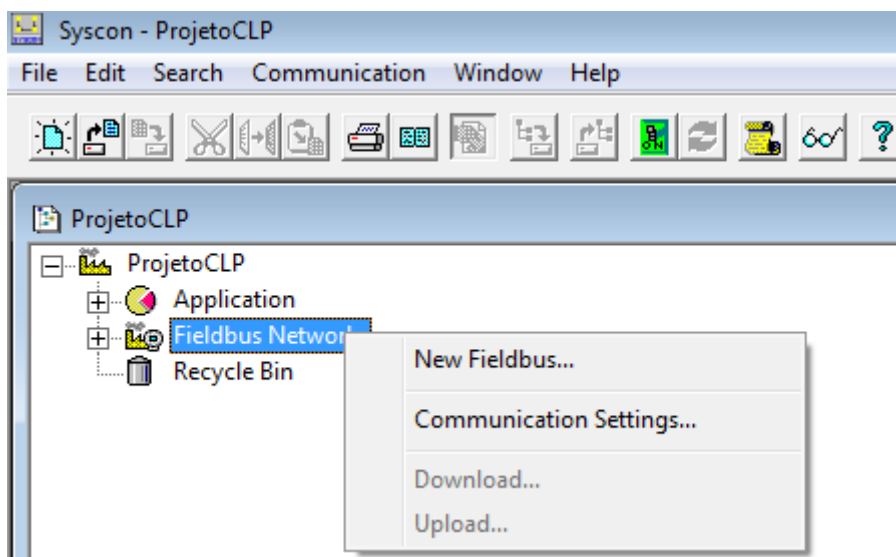 Syscon - ProjetoCLP
File Edit Search Communication Window Help
ProjetoCLP
ProjetoCLP
Application
Fieldbus Network
New Fieldbus...
Recycle Bin
Communication Settings...
Download...
Upload...